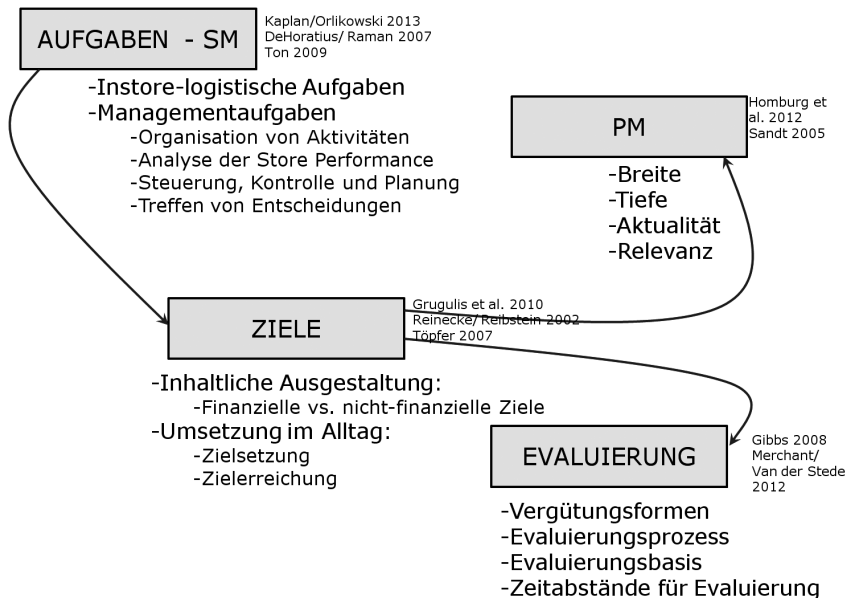 AUFGABEN - SM
Kaplan/Orlikowski 2013
DeHoratius/ Raman 2007
Ton 2009
-Instore-logistische Aufgaben
-Managementaufgaben
-Organisation von Aktivitäten
-Analyse der Store Performance
-Steuerung, Kontrolle und Planung
-Treffen von Entscheidungen
PM
Homburg et
al. 2012
Sandt 2005
-Breite
-Tiefe
-Aktualität
-Relevanz
ZIELE
Grugulis et al. 2010
Reinecke/ Reibstein 2002
Töpfer 2007
-Inhaltliche Ausgestaltung:
-Finanzielle vs. nicht-finanzielle Ziele
-Umsetzung im Alltag:
-Zielsetzung
-Zielerreichung
EVALUIERUNG
Gibbs 2008
Merchant/
Van der Stede
2012
-Vergütungsformen
-Evaluierungsprozess
-Evaluierungsbasis
-Zeitabstände für Evaluierung